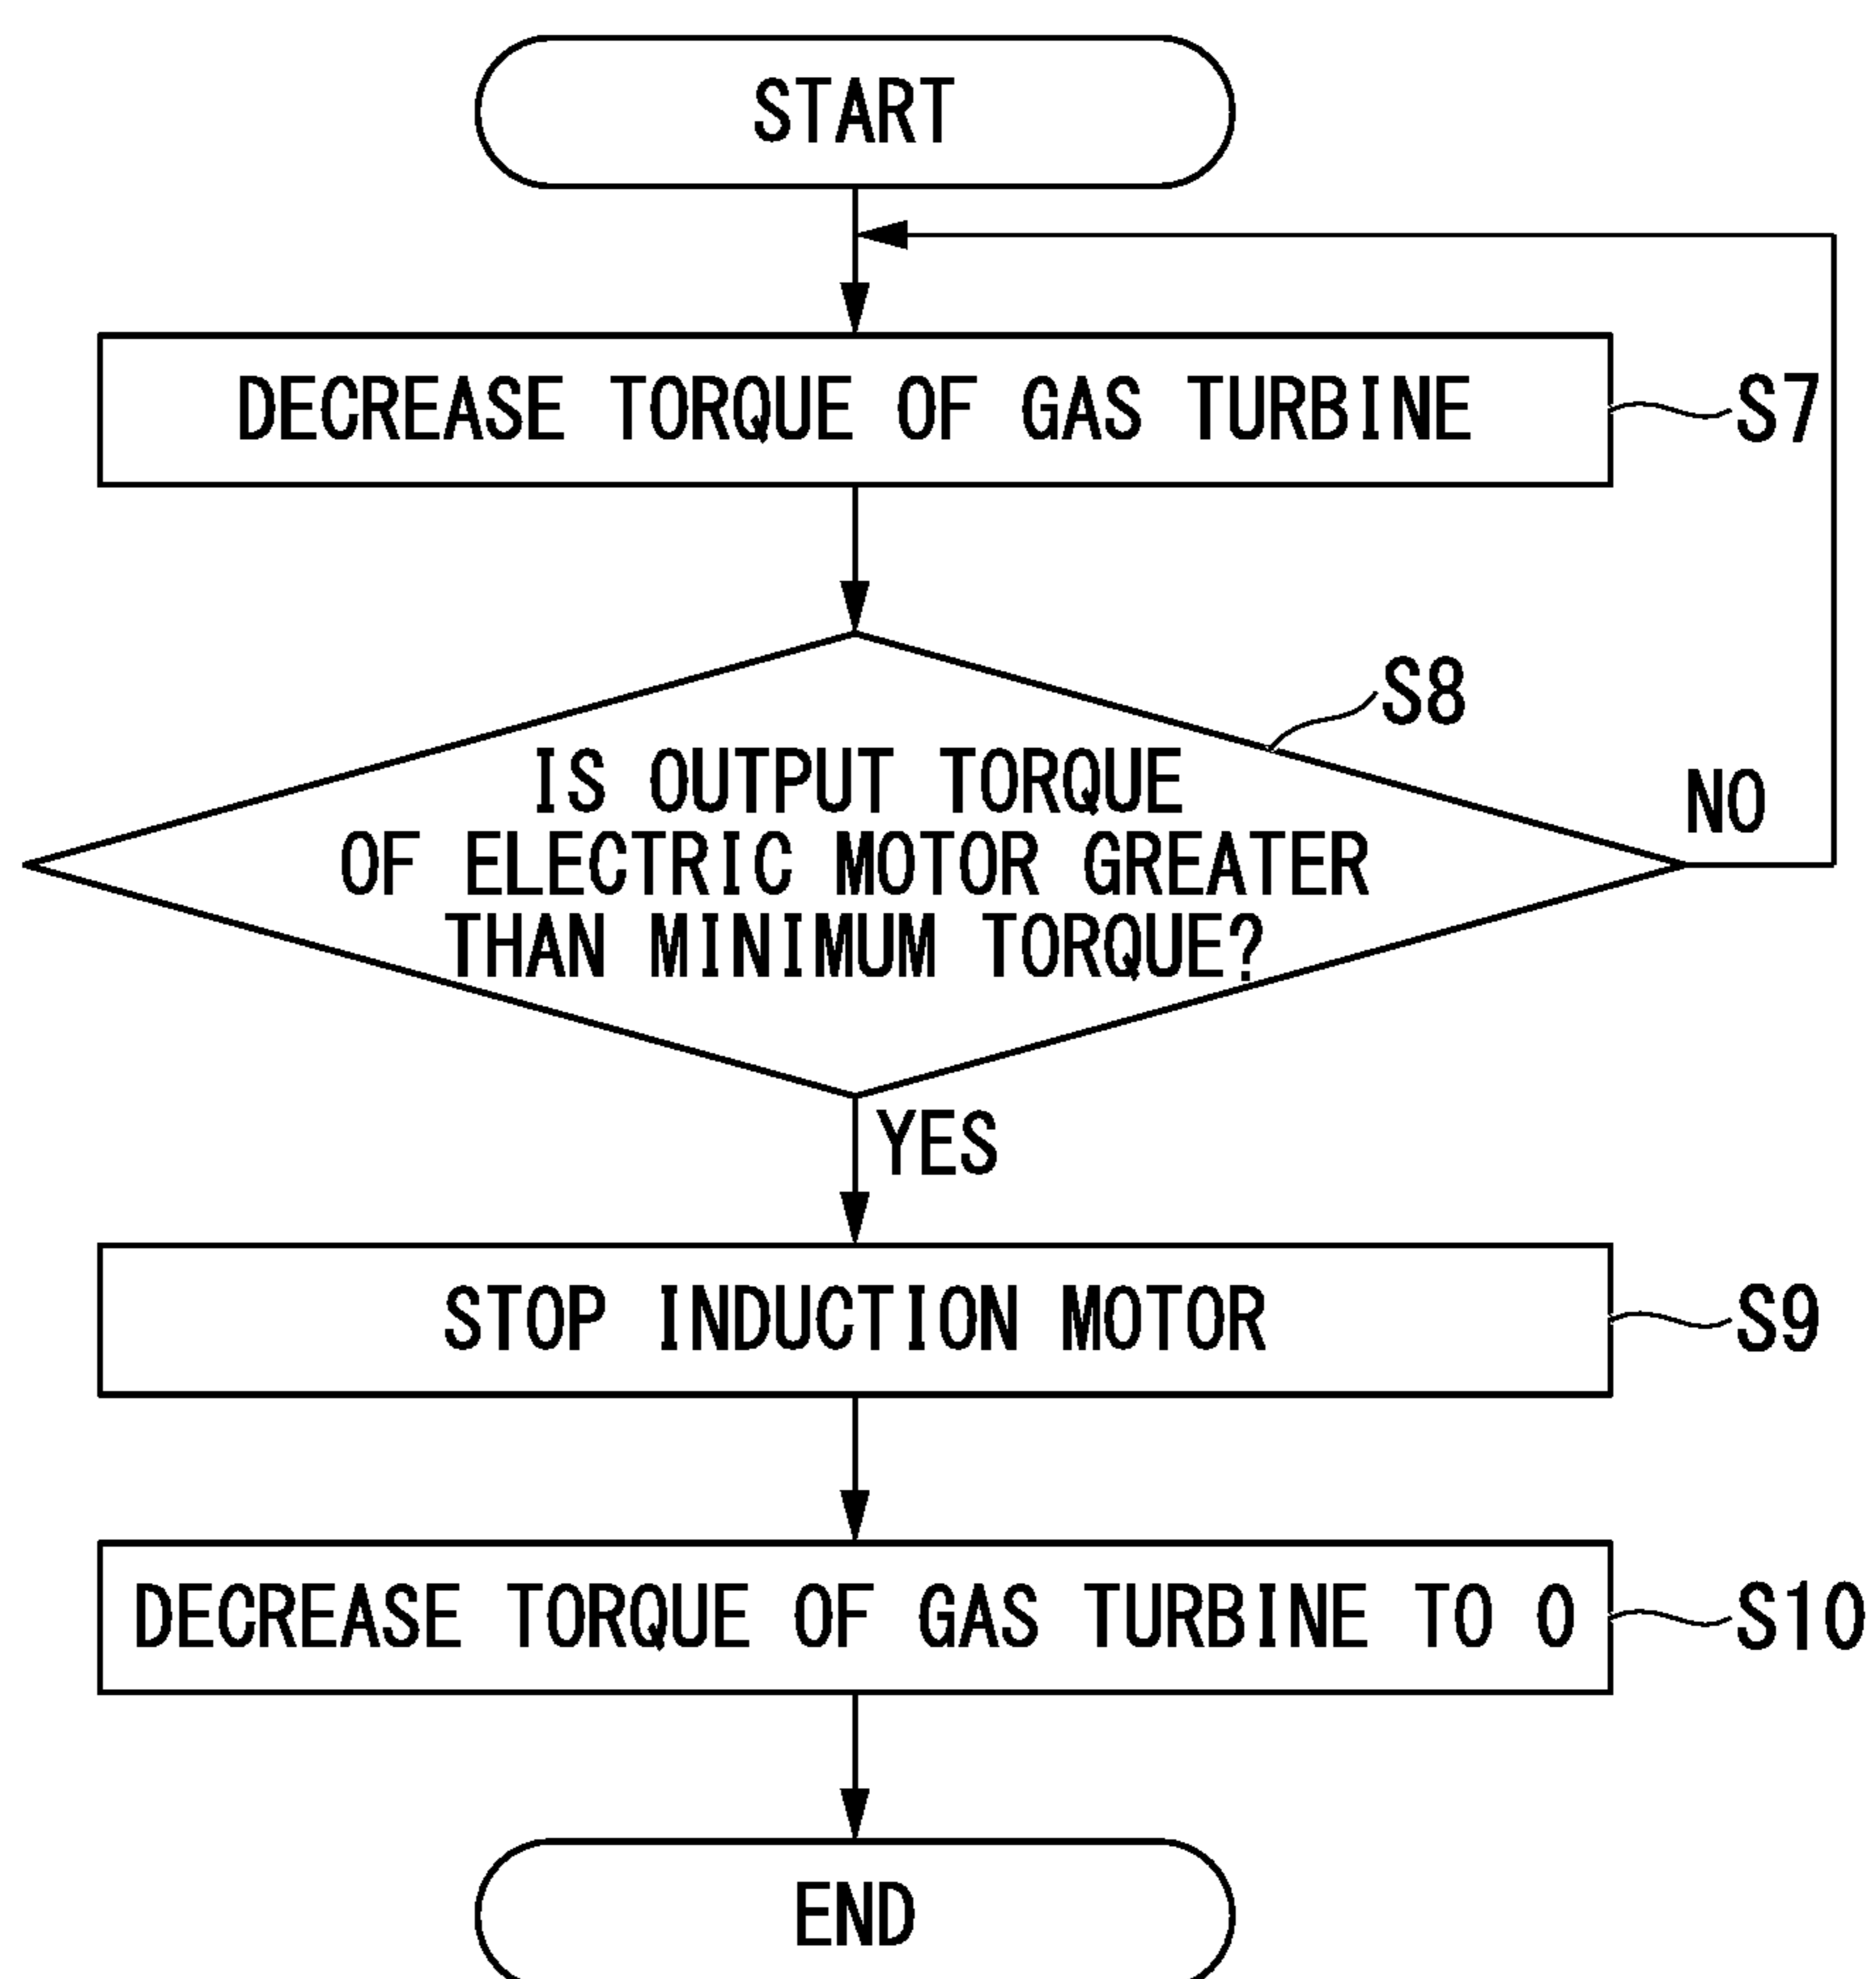 START
DECREASE TORQUE OF GAS TURBINE
S7
S8
IS OUTPUT TORQUE
OF ELECTRIC MOTOR GREATER
THAN MINIMUM TORQUE?
NO
YES
STOP INDUCTION MOTOR
S9
DECREASE TORQUE OF GAS TURBINE TO 0
S10
END